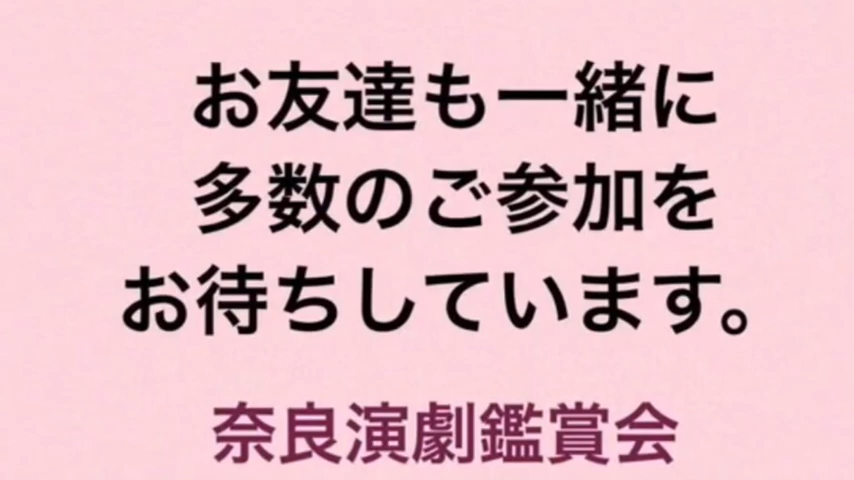 お友達も一緒に
多数のご参加を
お待ちしています。
奈良演劇鑑賞会